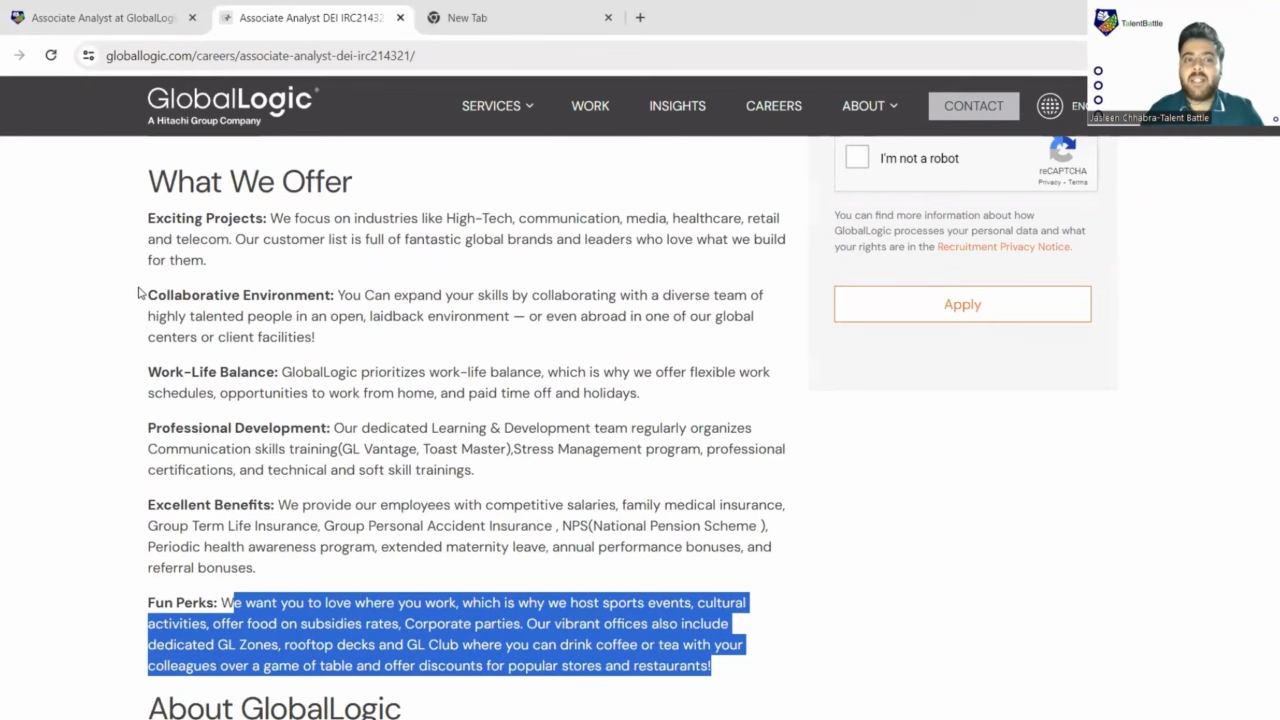 Associate Analyst at GlobalLogi
Associate Analyst DEI IRC21432
New Tab
globallogic.com/careers/associate-analyst-dei-irc214321/
GlobalLogic
A Hitachi Group Company
SERVICES
WORK
INSIGHTS
CAREERS
ABOUT
CONTACT
EN
TalentBattle
Jasleen Chhabra-Talent Battle
What We Offer
Exciting Projects: We focus on industries like High-Tech, communication, media, healthcare, retail
and telecom. Our customer list is full of fantastic global brands and leaders who love what we build
for them.
Collaborative Environment: You Can expand your skills by collaborating with a diverse team of
highly talented people in an open, laidback environment — or even abroad in one of our global
centers or client facilities!
Work-Life Balance: GlobalLogic prioritizes work-life balance, which is why we offer flexible work
schedules, opportunities to work from home, and paid time off and holidays.
Professional Development: Our dedicated Learning & Development team regularly organizes
Communication skills training(GL Vantage, Toast Master),Stress Management program, professional
certifications, and technical and soft skill trainings.
Excellent Benefits: We provide our employees with competitive salaries, family medical insurance,
Group Term Life Insurance, Group Personal Accident Insurance , NPS(National Pension Scheme ),
Periodic health awareness program, extended maternity leave, annual performance bonuses, and
referral bonuses.
Fun Perks: We want you to love where you work, which is why we host sports events, cultural
activities, offer food on subsidies rates, Corporate parties. Our vibrant offices also include
dedicated GL Zones, rooftop decks and GL Club where you can drink coffee or tea with your
colleagues over a game of table and offer discounts for popular stores and restaurants!
About GlobalLogic
I'm not a robot
reCAPTCHA
Privacy - Terms
You can find more information about how
GlobalLogic processes your personal data and what
your rights are in the Recruitment Privacy Notice.
Apply